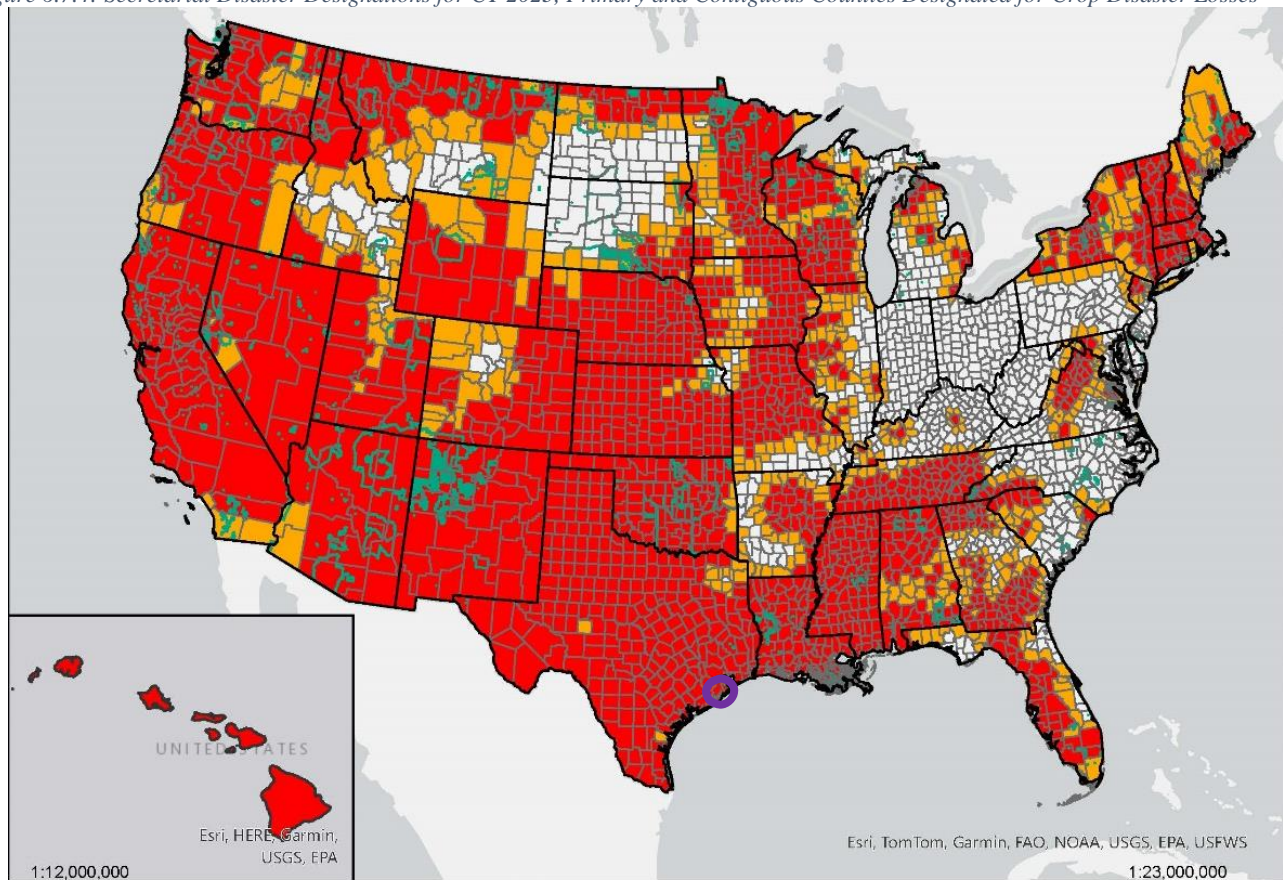 Secretarial Disaster Designations for CY 2023, Primary and Contiguous Counties Designated for Crop Disaster Losses
UNITED STATES
Esri, HERE, Garmin,
USGS, EPA
1:12,000,000
Esri, TomTom, Garmin, FAO, NOAA, USGS, EPA, USFWS
1:23,000,000